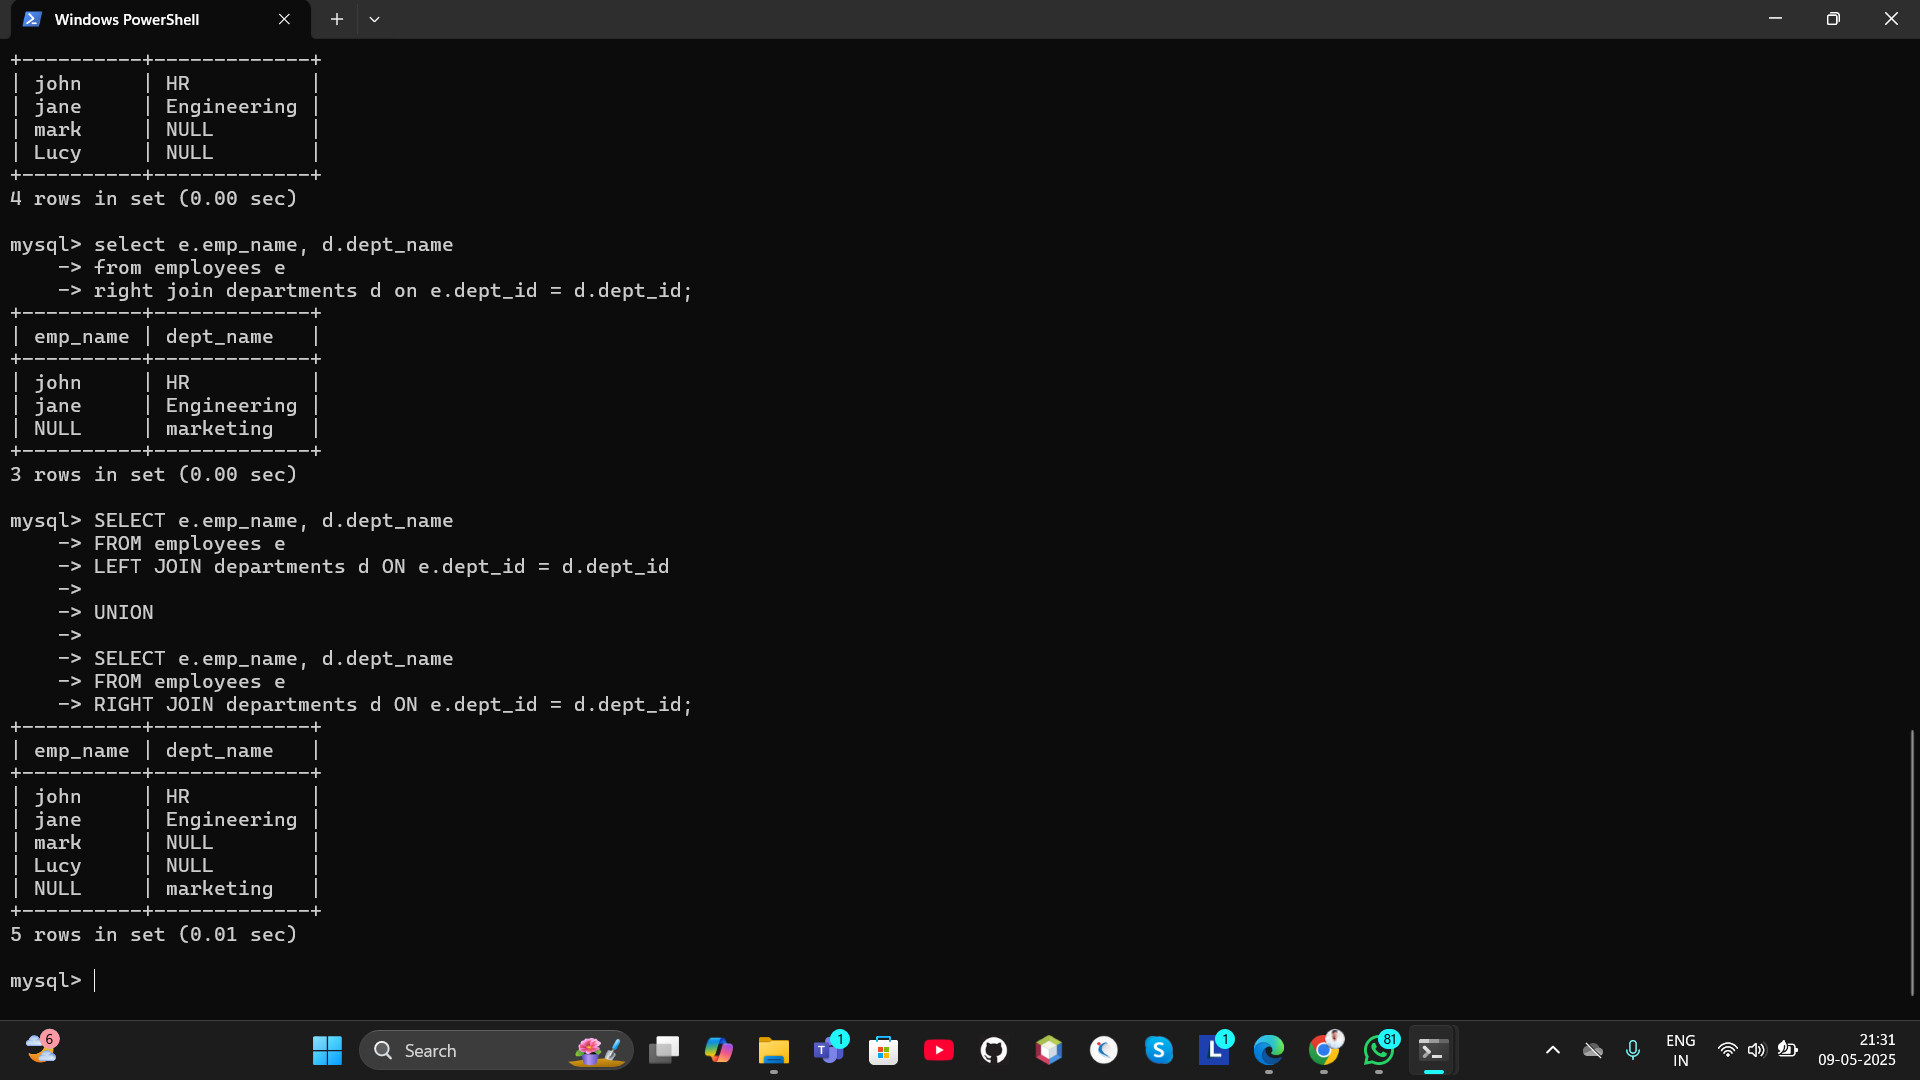 Windows PowerShell
+----------+-------------+
| john     | HR          |
| jane     | Engineering |
| mark     | NULL        |
| Lucy     | NULL        |
+----------+-------------+
4 rows in set (0.00 sec)
mysql> select e.emp_name, d.dept_name
    -> from employees e
    -> right join departments d on e.dept_id = d.dept_id;
+----------+-------------+
| emp_name | dept_name   |
+----------+-------------+
| john     | HR          |
| jane     | Engineering |
| NULL     | marketing   |
+----------+-------------+
3 rows in set (0.00 sec)
mysql> SELECT e.emp_name, d.dept_name
    -> FROM employees e
    -> LEFT JOIN departments d ON e.dept_id = d.dept_id
    ->
    -> UNION
    ->
    -> SELECT e.emp_name, d.dept_name
    -> FROM employees e
    -> RIGHT JOIN departments d ON e.dept_id = d.dept_id;
+----------+-------------+
| emp_name | dept_name   |
+----------+-------------+
| john     | HR          |
| jane     | Engineering |
| mark     | NULL        |
| Lucy     | NULL        |
| NULL     | marketing   |
+----------+-------------+
5 rows in set (0.01 sec)
mysql>
6
Search
1
T
S
L
1
81
ENG
IN
21:31
09-05-2025